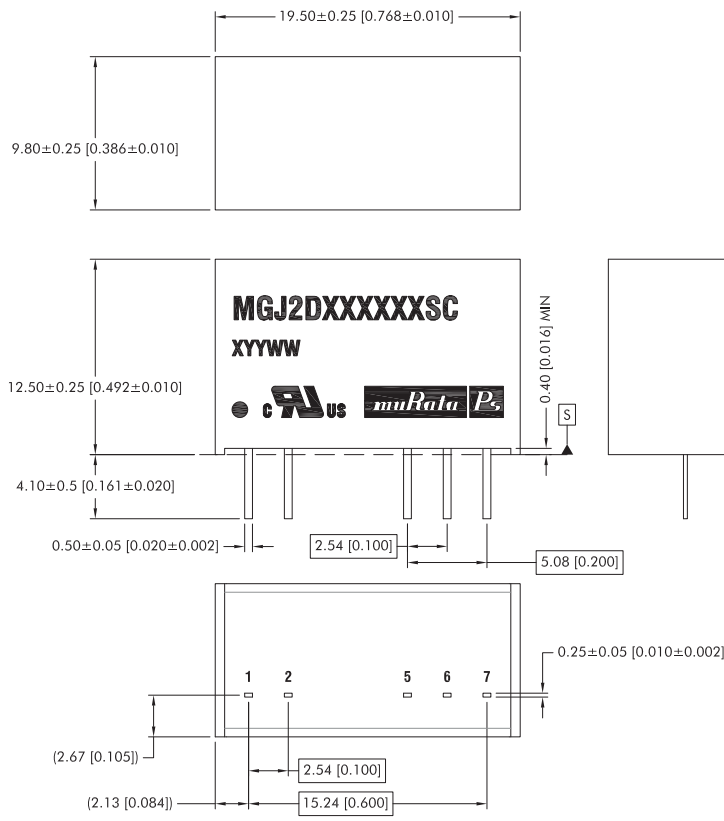 19.50±0.25 [0.768±0.010]
9.80±0.25 [0.386±0.010]
MGJ2DXXXXXXSC
XYYWW
C US
muRata Ps
12.50±0.25 [0.492±0.010]
0.40 [0.016] MIN
S
4.10±0.5 [0.161±0.020]
0.50±0.05 [0.020±0.002]
2.54 [0.100]
5.08 [0.200]
1 2 5 6 7
0.25±0.05 [0.010±0.002]
(2.67 [0.105])
2.54 [0.100]
(2.13 [0.084])
15.24 [0.600]